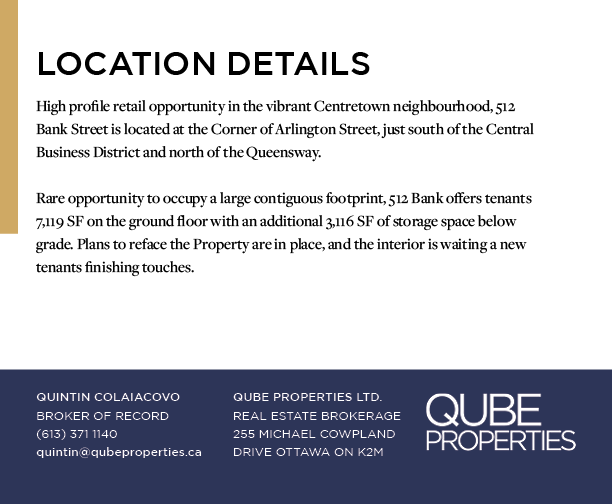 LOCATION DETAILS
High profile retail opportunity in the vibrant Centretown neighbourhood, 512
Bank Street is located at the Corner of Arlington Street, just south of the Central
Business District and north of the Queensway.
Rare opportunity to occupy a large contiguous footprint, 512 Bank offers tenants
7,119 SF on the ground floor with an additional 3,116 SF of storage space below
grade. Plans to reface the Property are in place, and the interior is waiting a new
tenants finishing touches.
QUINTIN COLAIACOVO
BROKER OF RECORD
(613) 371 1140
quintin@qubeproperties.ca
QUBE PROPERTIES LTD.
REAL ESTATE BROKERAGE
255 MICHAEL COWPLAND
DRIVE OTTAWA ON K2M
QUBE
PROPERTIES